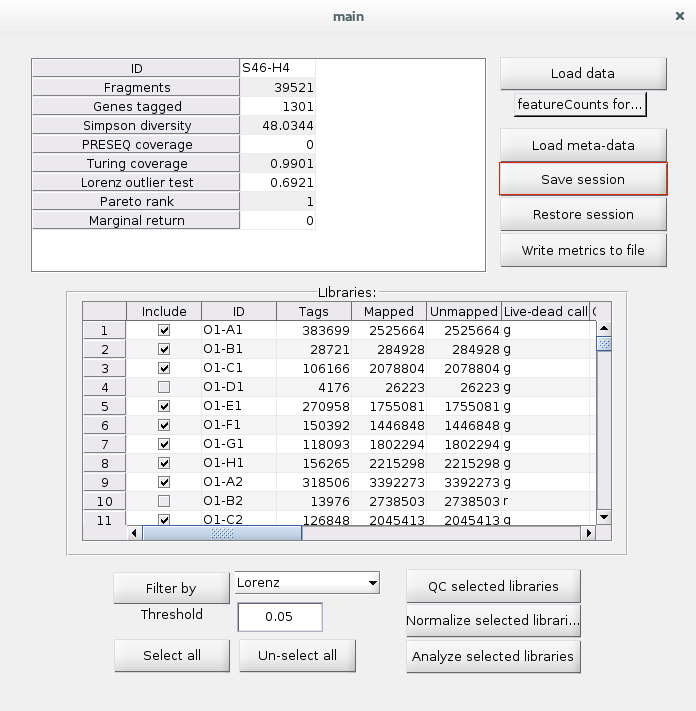 main
ID S46-H4
Fragments 39521
Genes tagged 1301
Simpson diversity 48.0344
PRESEQ coverage 0
Turing coverage 0.9901
Lorenz outlier test 0.6921
Pareto rank 1
Marginal return 0
Load data
featureCounts for...
Load meta-data
Save session
Restore session
Write metrics to file
LIbraries:
Include ID Tags Mapped Unmapped Live-dead call
1 O1-A1 383699 2525664 2525664 g
2 O1-B1 28721 284928 284928 g
3 O1-C1 106166 2078804 2078804 g
4 O1-D1 4176 26223 26223 g
5 O1-E1 270958 1755081 1755081 g
6 O1-F1 150392 1446848 1446848 g
7 O1-G1 118093 1802294 1802294 g
8 O1-H1 156265 2215298 2215298 g
9 O1-A2 318506 3392273 3392273 g
10 O1-B2 13976 2738503 2738503 r
11 O1-C2 126848 2045413 2045413 g
Filter by Lorenz
Threshold 0.05
Select all Un-select all
QC selected libraries
Normalize selected librari...
Analyze selected libraries